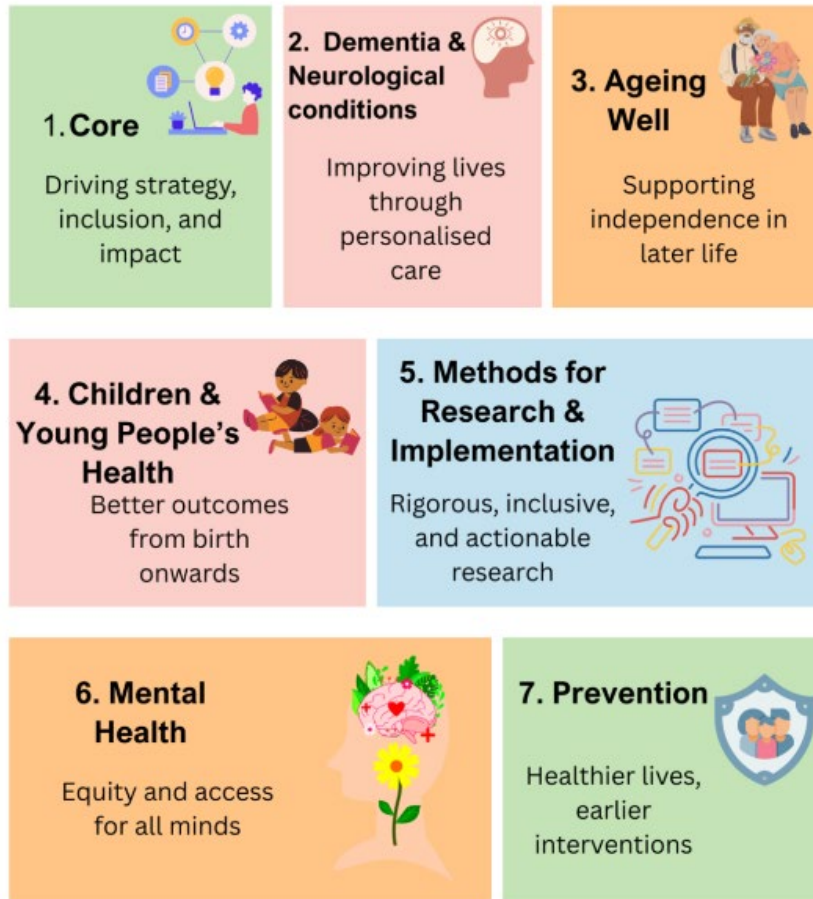 1. Core
Driving strategy,
inclusion, and
impact
2. Dementia &
Neurological
conditions
Improving lives
through
personalised
care
3. Ageing
Well
Supporting
independence in
later life
4. Children &
Young People’s
Health
Better outcomes
from birth
onwards
5. Methods for
Research &
Implementation
Rigorous, inclusive,
and actionable
research
6. Mental
Health
Equity and access
for all minds
7. Prevention
Healthier lives,
earlier
interventions